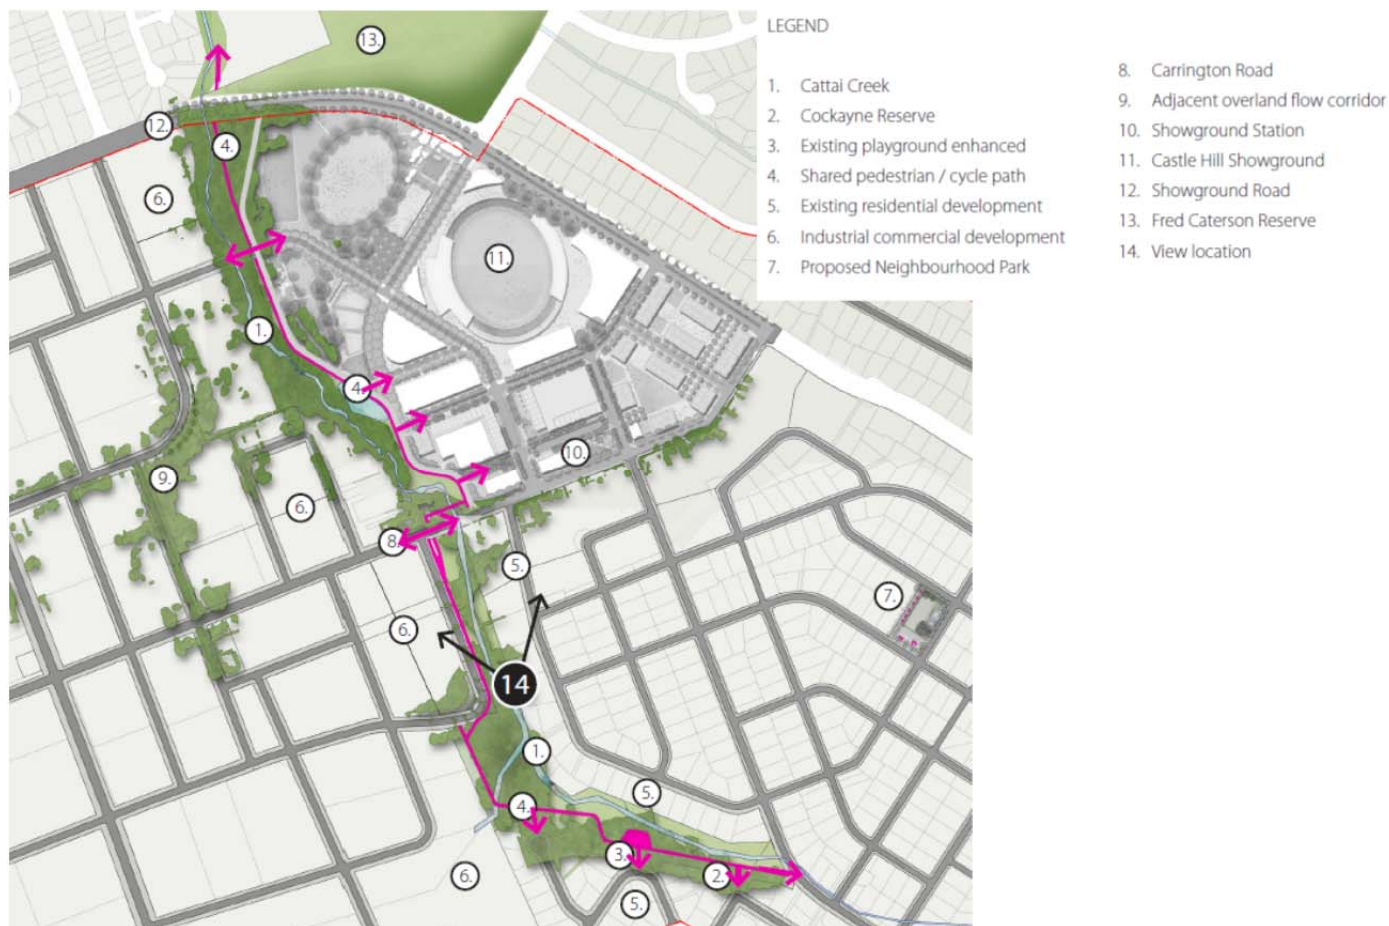 LEGEND
1. Cattai Creek
2. Cockayne Reserve
3. Existing playground enhanced
4. Shared pedestrian / cycle path
5. Existing residential development
6. Industrial commercial development
7. Proposed Neighbourhood Park
8. Carrington Road
9. Adjacent overland flow corridor
10. Showground Station
11. Castle Hill Showground
12. Showground Road
13. Fred Caterson Reserve
14. View location
13.
12.
4.
6.
11.
1.
4.
10.
9.
6.
8.
5.
7.
6.
14
1.
5.
4.
3.
6.
2.
5.